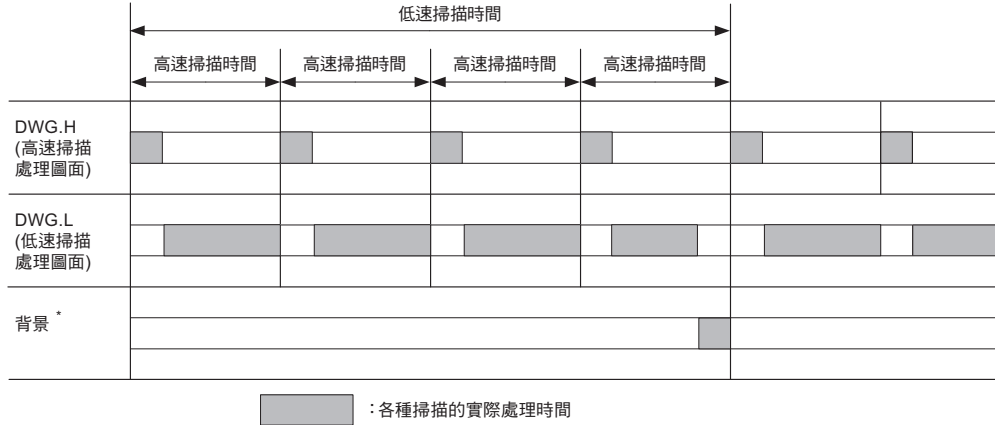 低速掃描時間
高速掃描時間 高速掃描時間 高速掃描時間 高速掃描時間
DWG.H
(高速掃描
處理圖面)
DWG.L
(低速掃描
處理圖面)
背景 *
：各種掃描的實際處理時間